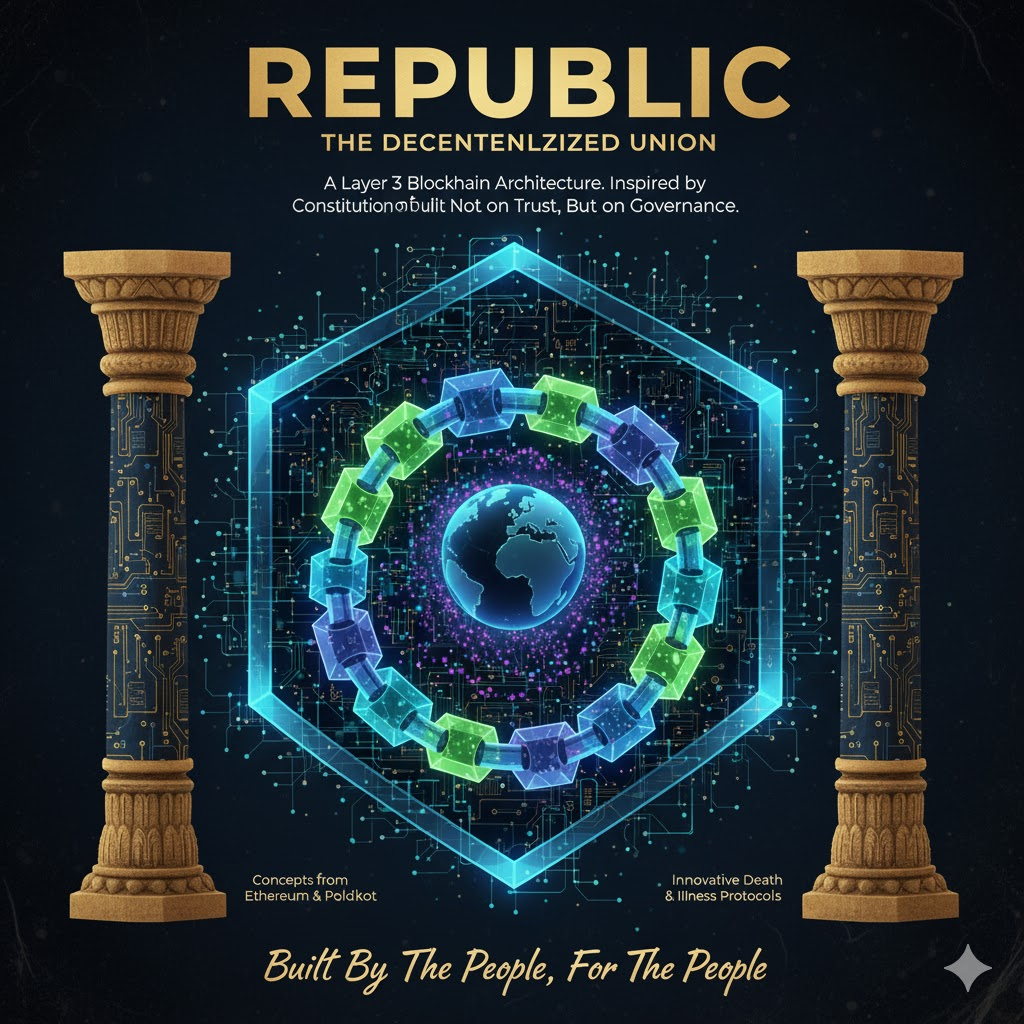 REPUBLIC
THE DECENTENLZIZED UNION
A Layer 3 Blockhain Architecture. Inspired by
Not on Trust, But on Governance.
Concepts from
Ethereum & Poldkot
Innovative Death
& Illness Protocols
Built By The People, For The People